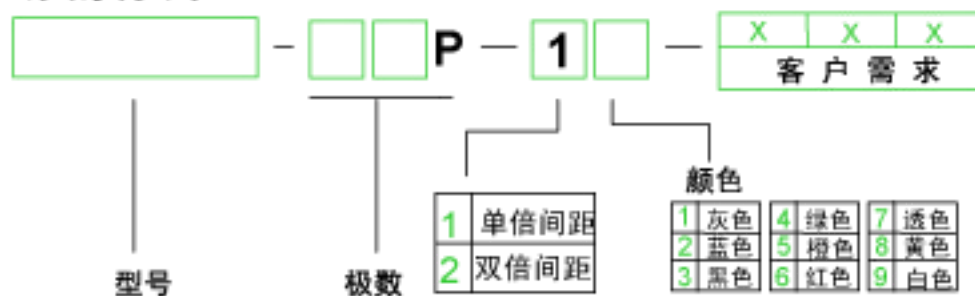 - P - 1 - X X X
客户需求
颜色
1 单倍间距
2 双倍间距
1 灰色 4 绿色 7 透色
2 蓝色 5 橙色 8 黄色
3 黑色 6 红色 9 白色
型号 极数